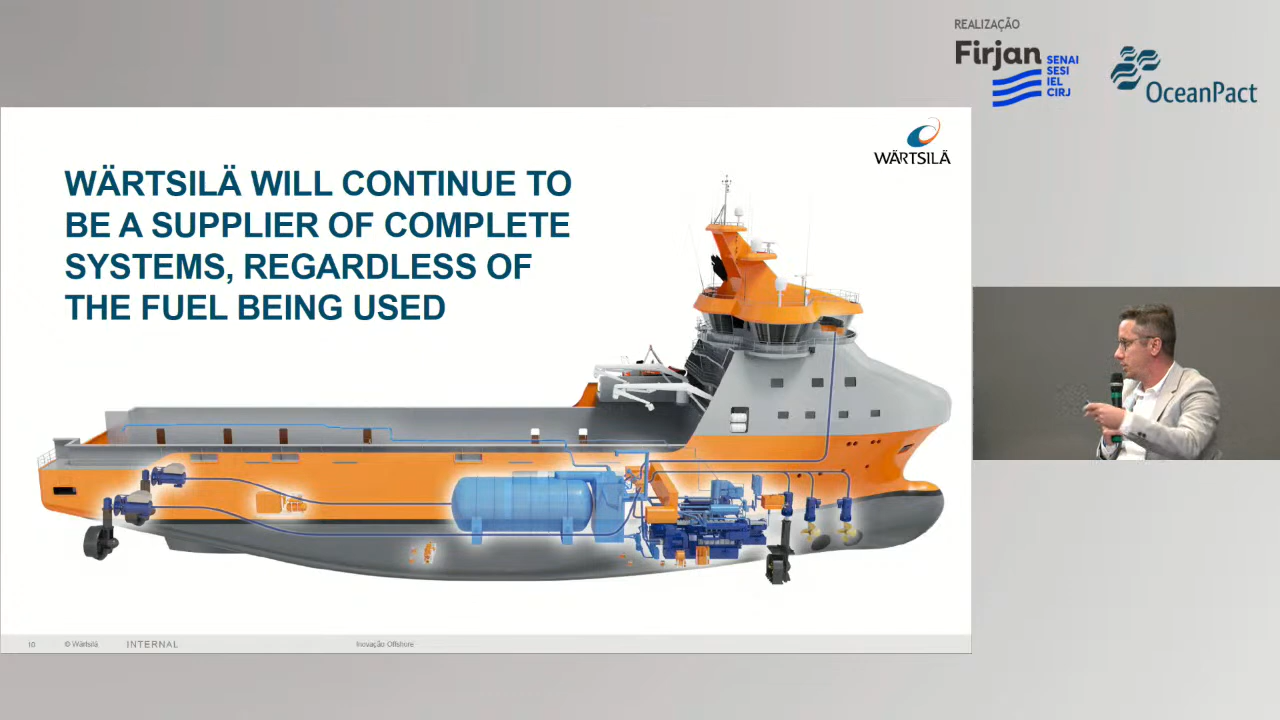 REALIZAÇÃO
Firjan
SENAI
SESI
IEL
CIRJ
OceanPact
WÄRTSILÄ
WÄRTSILÄ WILL CONTINUE TO
BE A SUPPLIER OF COMPLETE
SYSTEMS, REGARDLESS OF
THE FUEL BEING USED
10 © Wärtsilä INTERNAL Inovação Offshore